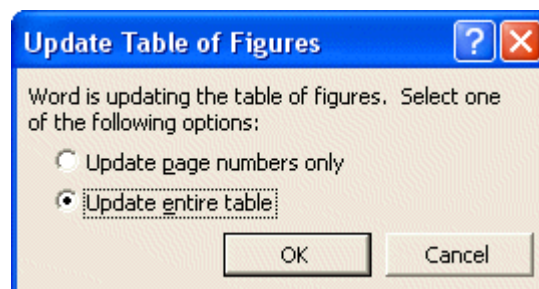 Update Table of Figures
Word is updating the table of figures. Select one
of the following options:
Update page numbers only
Update entire table
OK Cancel